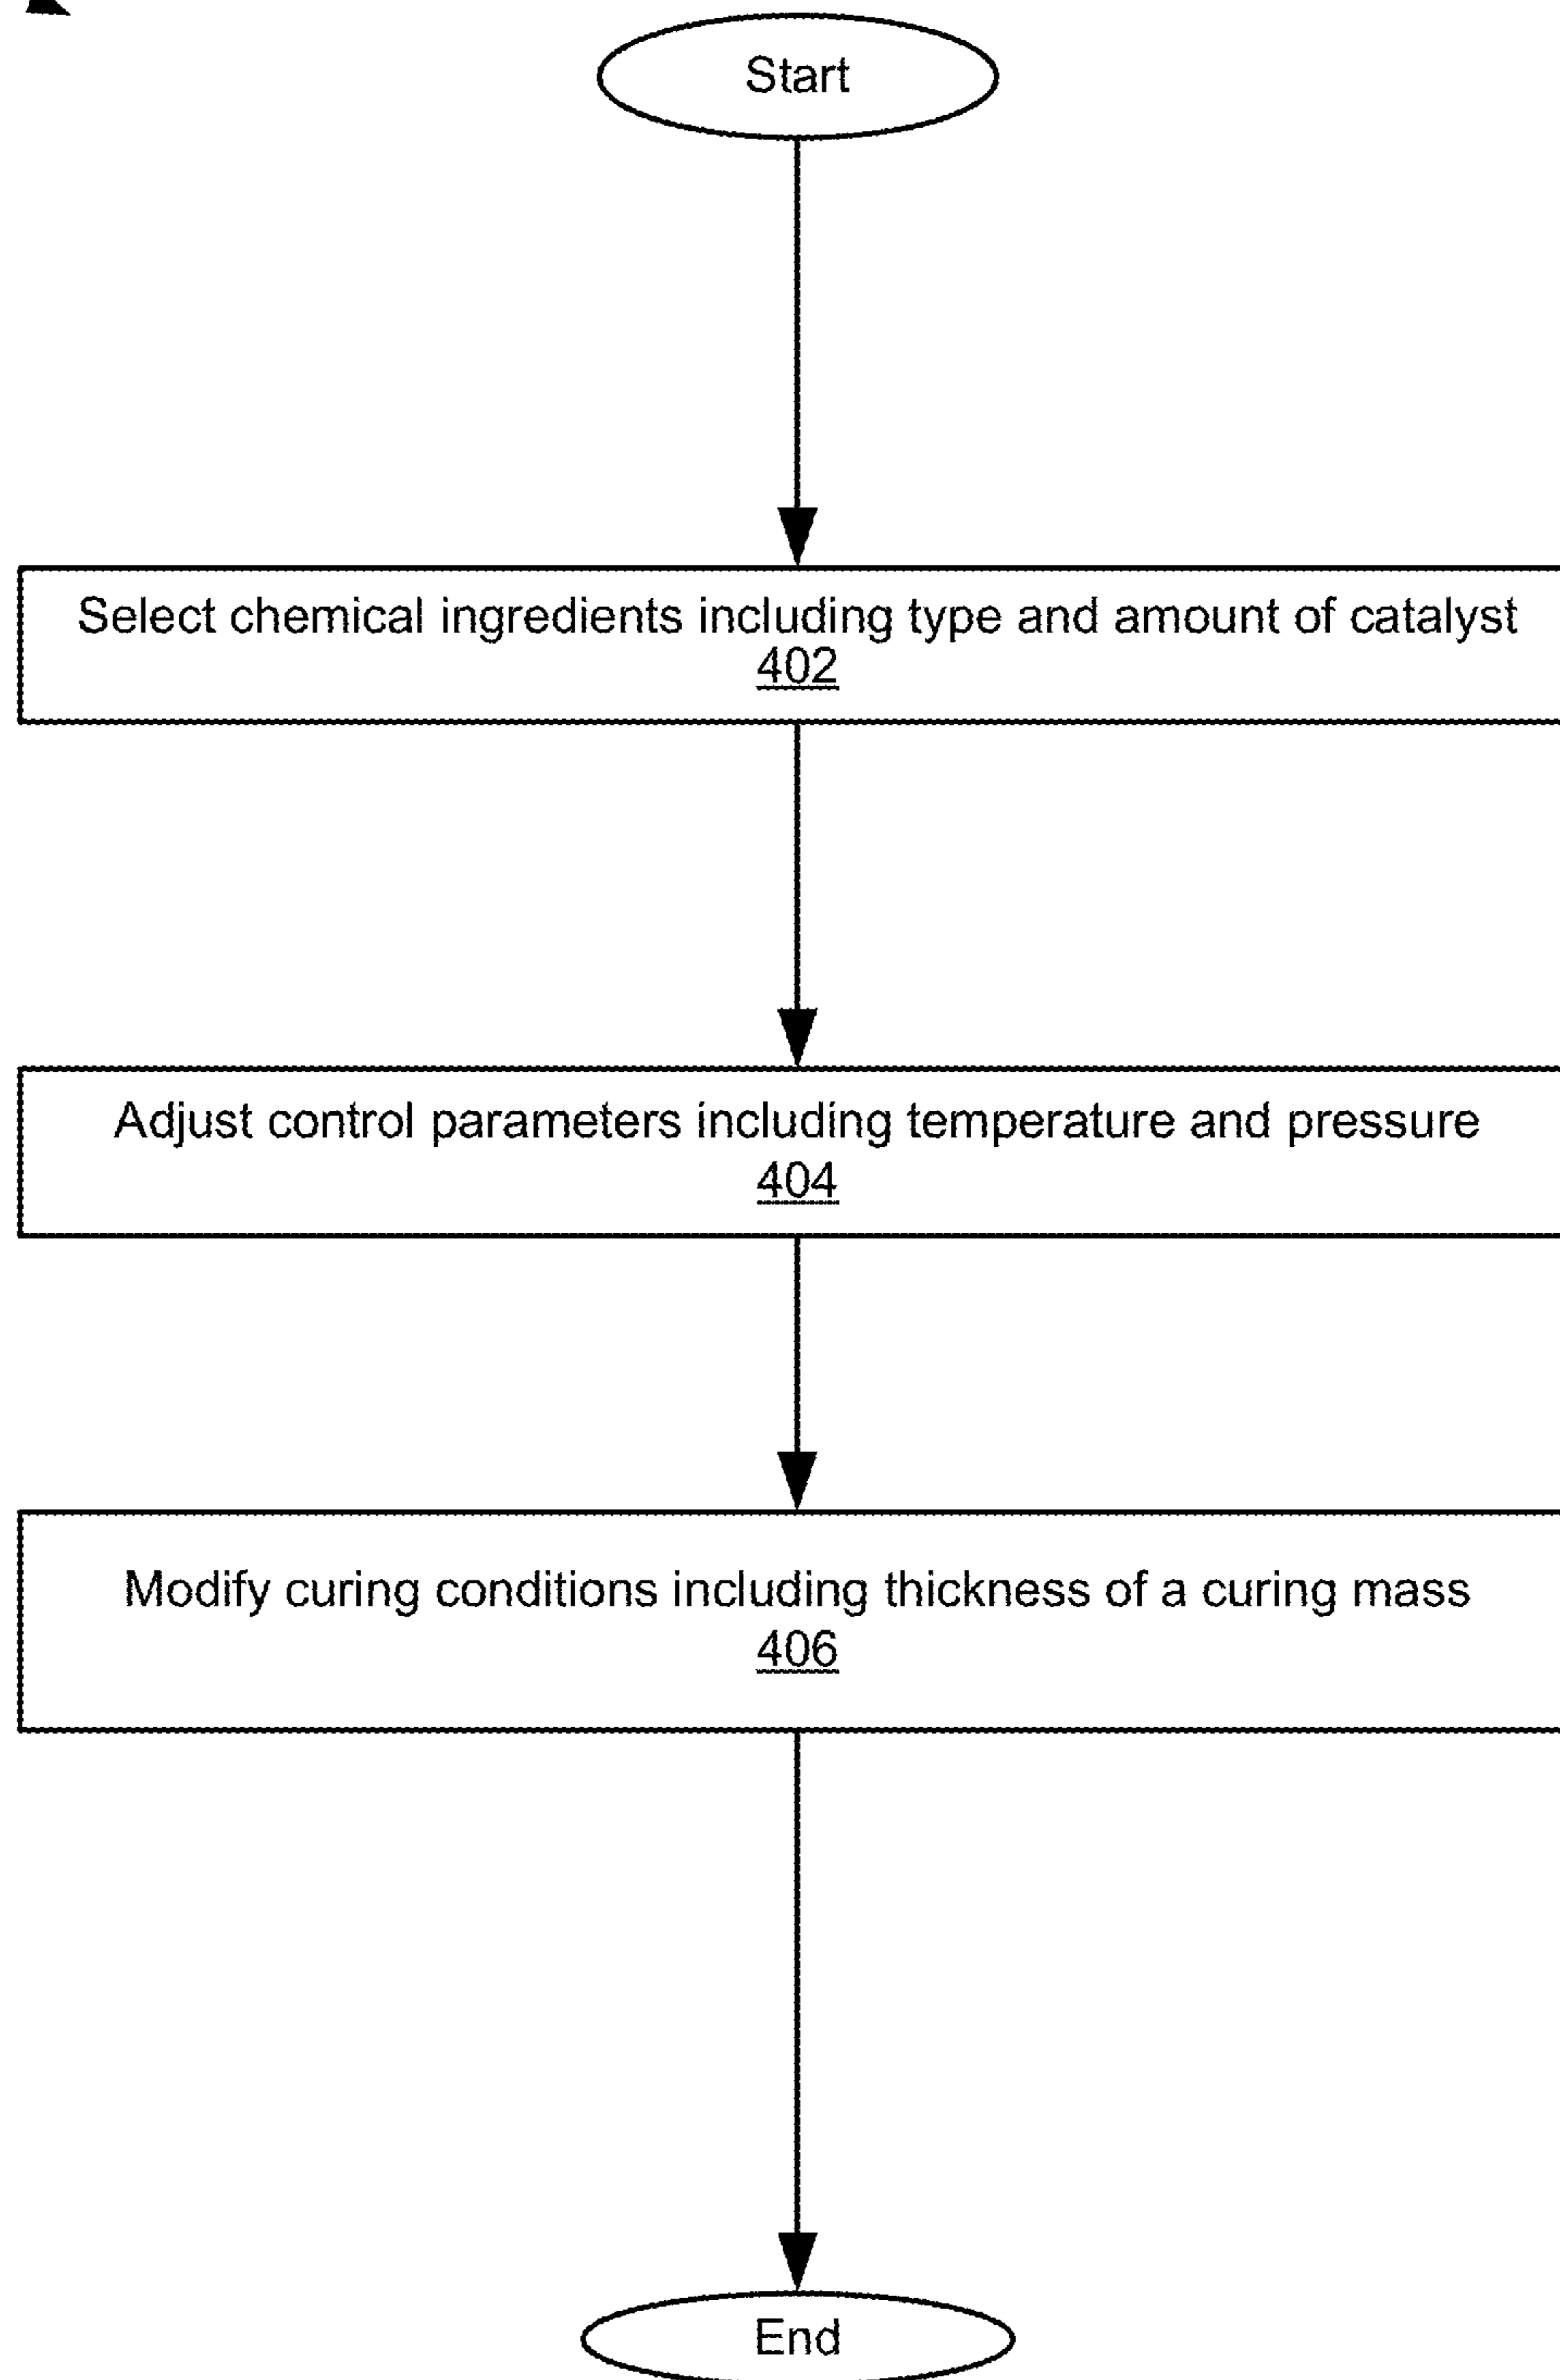 Start
Select chemical ingredients including type and amount of catalyst
402
Adjust control parameters including temperature and pressure
404
Modify curing conditions including thickness of a curing mass
406
End